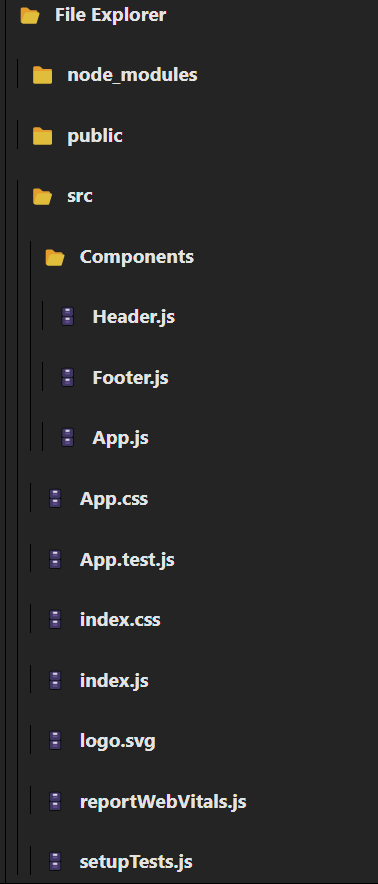 File Explorer
node_modules
public
src
Components
Header.js
Footer.js
App.js
App.css
App.test.js
index.css
index.js
logo.svg
reportWebVitals.js
setupTests.js